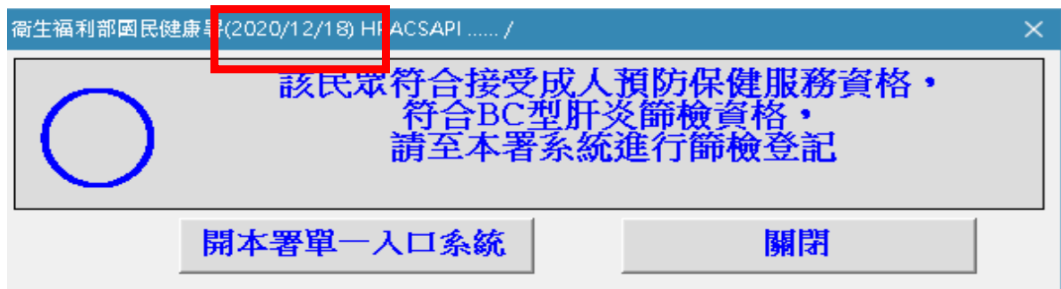 衛生福利部國民健康署(2020/12/18) HPACSAPI ...... /
該民眾符合接受成人預防保健服務資格，
符合BC型肝炎篩檢資格，
請至本署系統進行篩檢登記
開本署單一入口系統
關閉